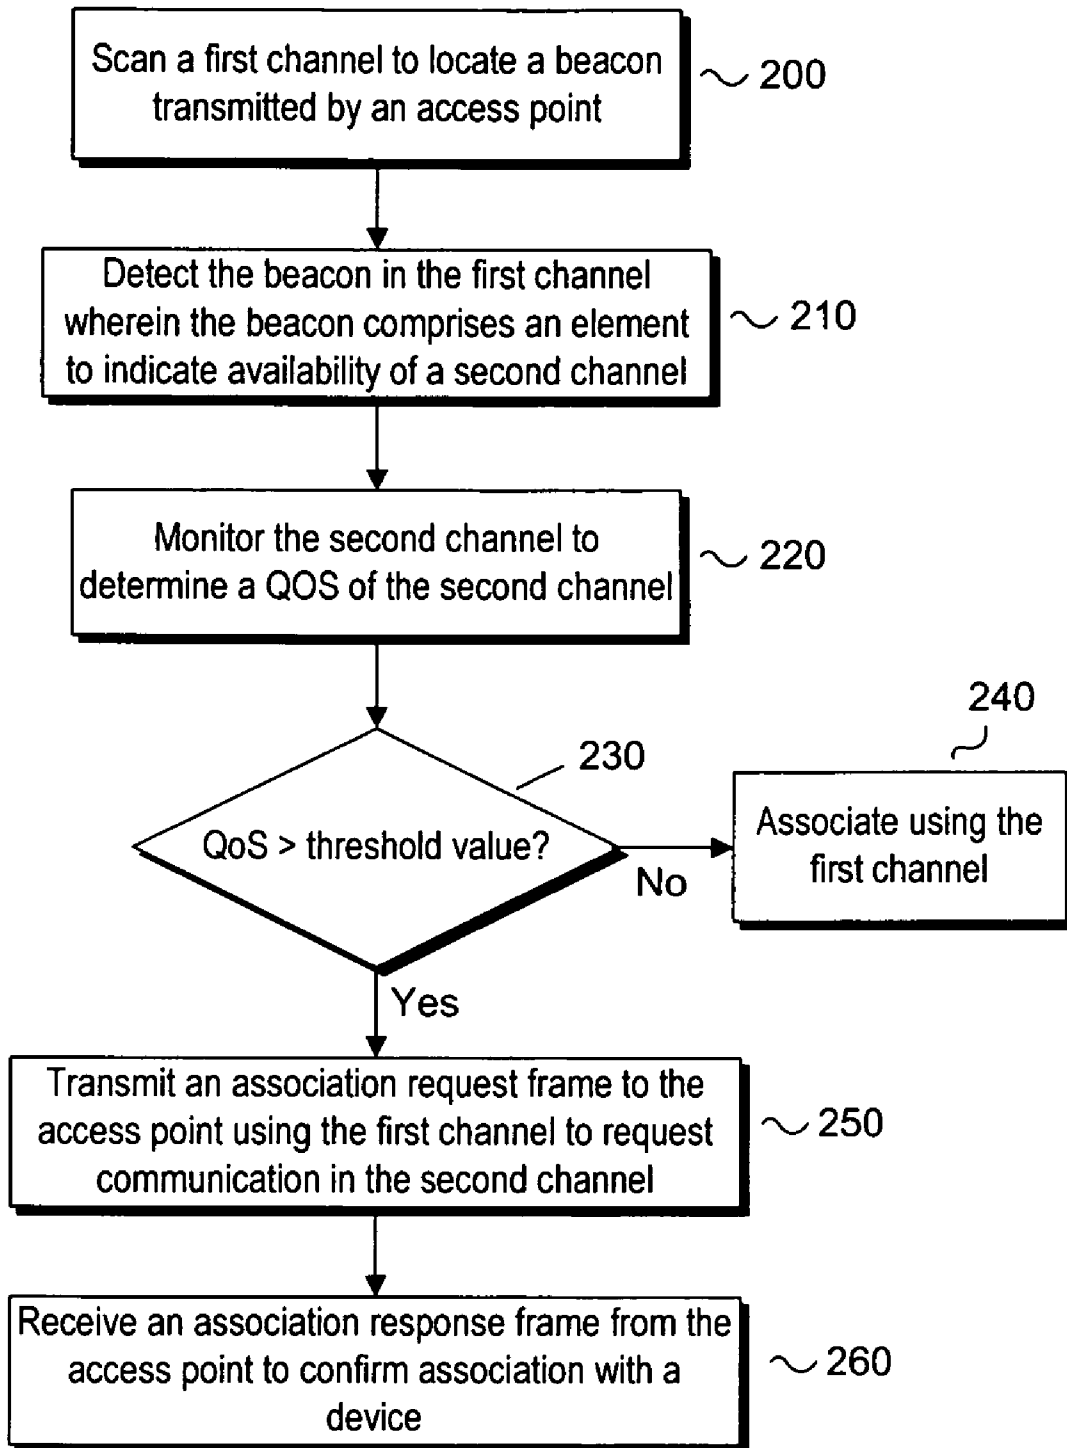 Scan a first channel to locate a beacon
transmitted by an access point
200
Detect the beacon in the first channel
wherein the beacon comprises an element
to indicate availability of a second channel
210
Monitor the second channel to
determine a QOS of the second channel
220
230
QoS > threshold value?
No
240
Associate using the
first channel
Yes
Transmit an association request frame to the
access point using the first channel to request
communication in the second channel
250
Receive an association response frame from the
access point to confirm association with a
device
260